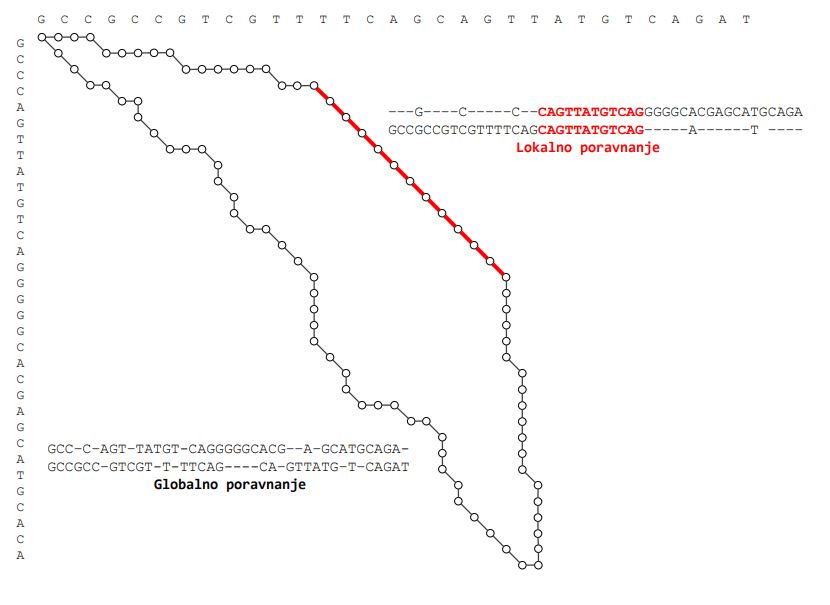 G C C G C C G T C G T T T T C A G C A G T T A T G T C A G A T
G
C
C
C
A
G
T
T
A
T
G
T
C
A
G
G
G
G
G
C
A
C
G
A
G
C
A
T
G
C
A
C
A
---G----C-----C--CAGTTATGTCAGGGGGCACGAGCATGCAGA
GCCGCCGTCGTTTTCAGCAGTTATGTCAG-----A------T ----
Lokalno poravnanje
GCC-C-AGT-TATGT-CAGGGGGCACG--A-GCATGCAGA-
GCCGCC-GTCGT-T-TTCAG----CA-GTTATG-T-CAGAT
Globalno poravnanje